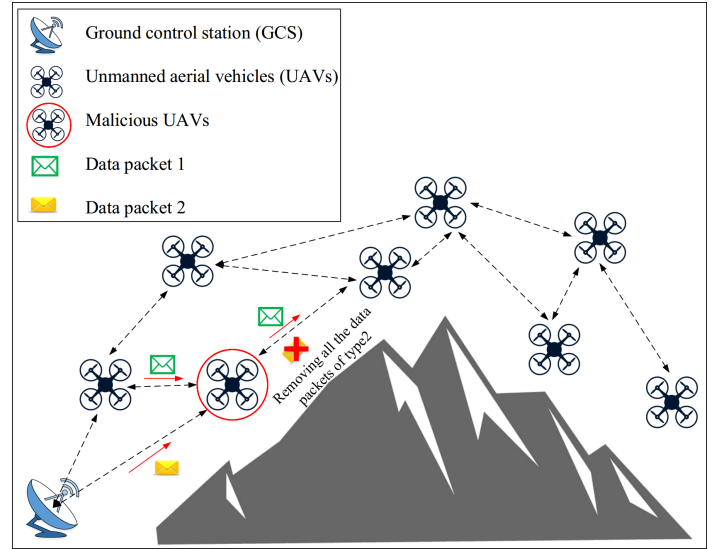 Ground control station (GCS)
Unmanned aerial vehicles (UAVs)
Malicious UAVs
Data packet 1
Data packet 2
Removing all the data
packets of type2